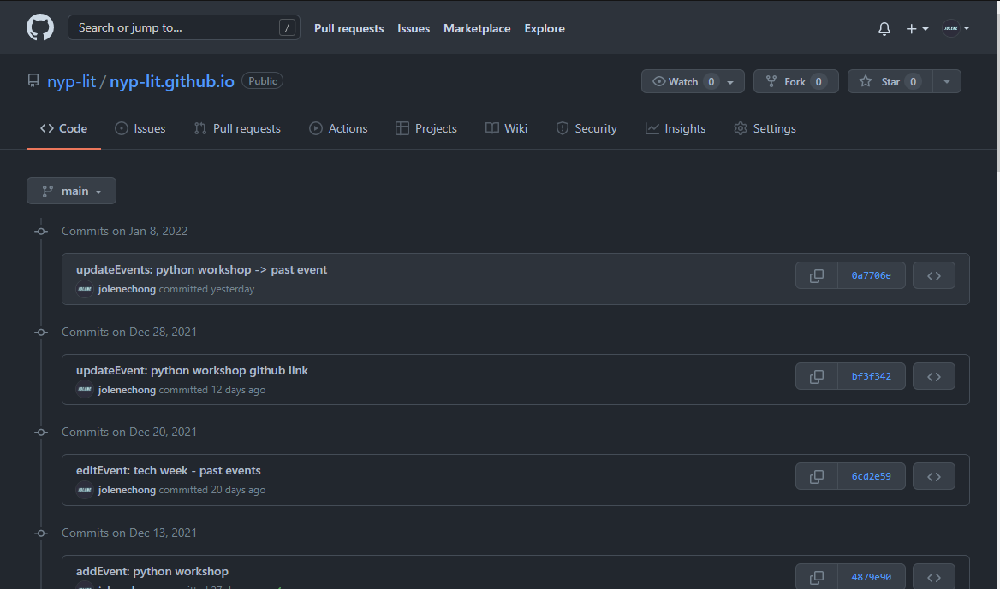 Search or jump to... /
Pull requests Issues Marketplace Explore
nyp-lit / nyp-lit.github.io Public
Watch 0 Fork 0 Star 0
Code Issues Pull requests Actions Projects Wiki Security Insights Settings
main
Commits on Jan 8, 2022
updateEvents: python workshop -> past event
0a7706e
jolenechong committed yesterday
Commits on Dec 28, 2021
updateEvent: python workshop github link
bf3f342
jolenechong committed 12 days ago
Commits on Dec 20, 2021
editEvent: tech week - past events
6cd2e59
jolenechong committed 20 days ago
Commits on Dec 13, 2021
addEvent: python workshop
4879e90